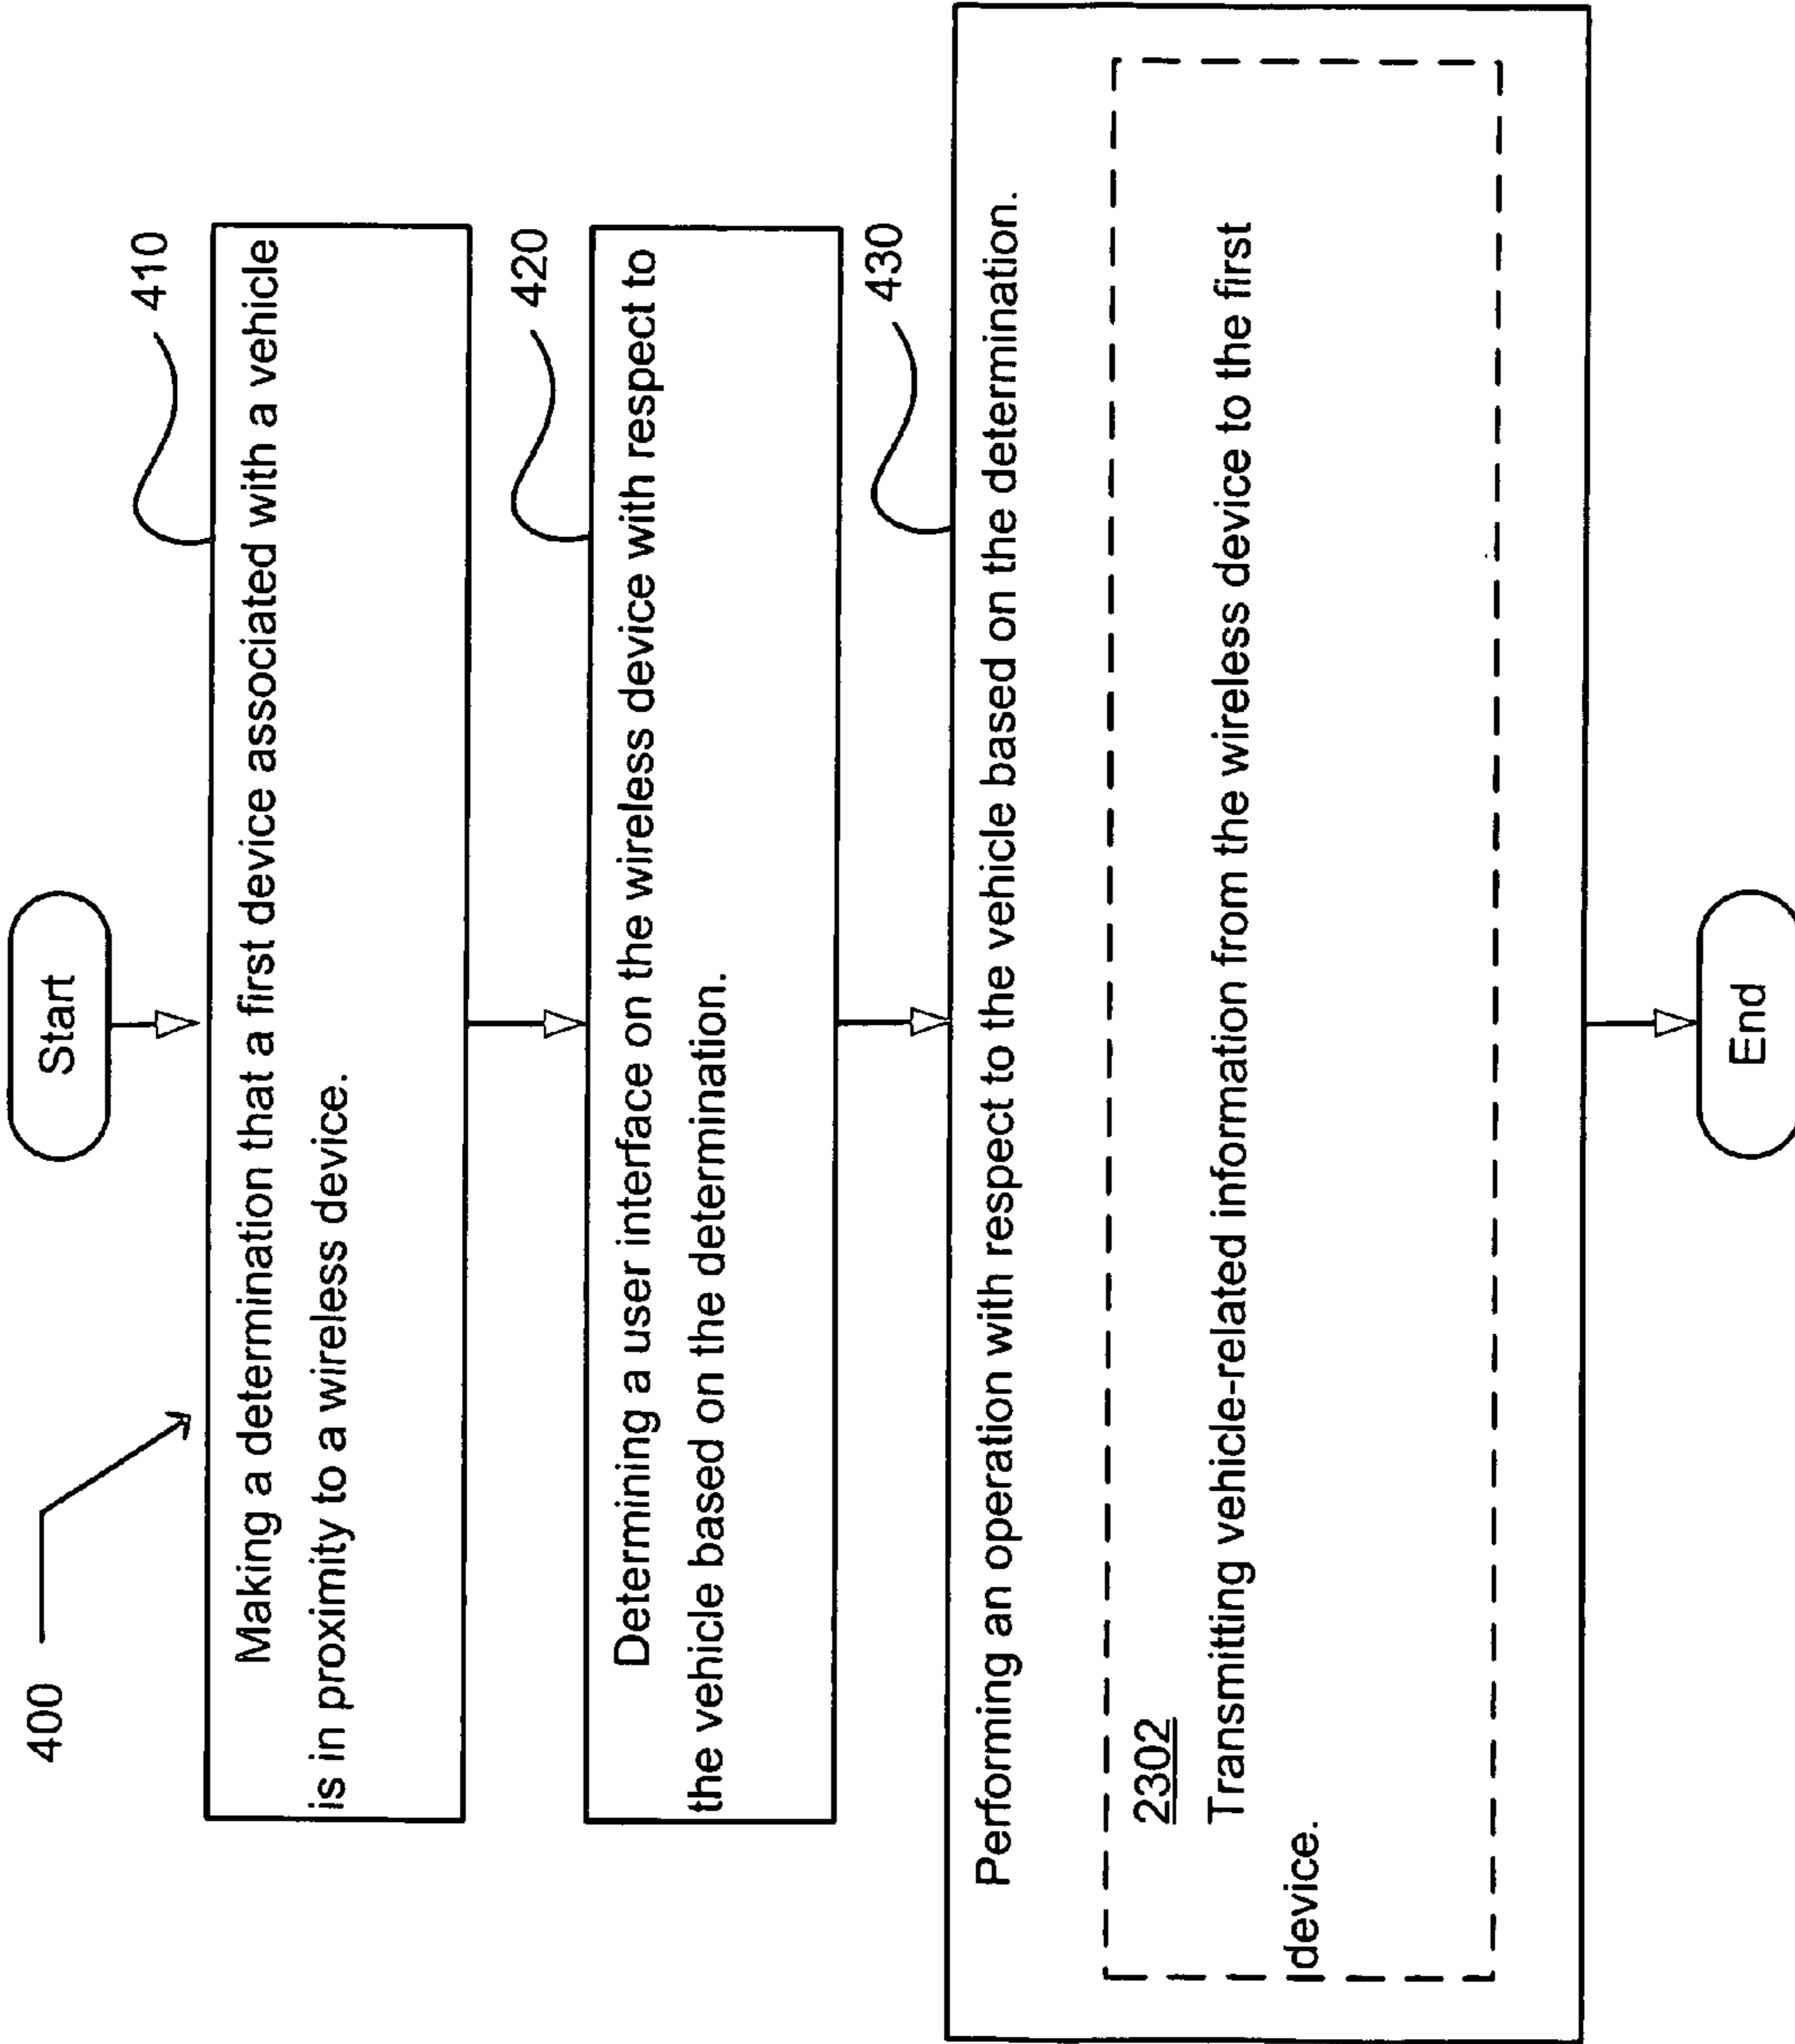 400
Start
410
Making a determination that a first device associated with a vehicle
is in proximity to a wireless device.
420
Determining a user interface on the wireless device with respect to
the vehicle based on the determination.
430
Performing an operation with respect to the vehicle based on the determination.
2302
Transmitting vehicle-related information from the wireless device to the first
device.
End